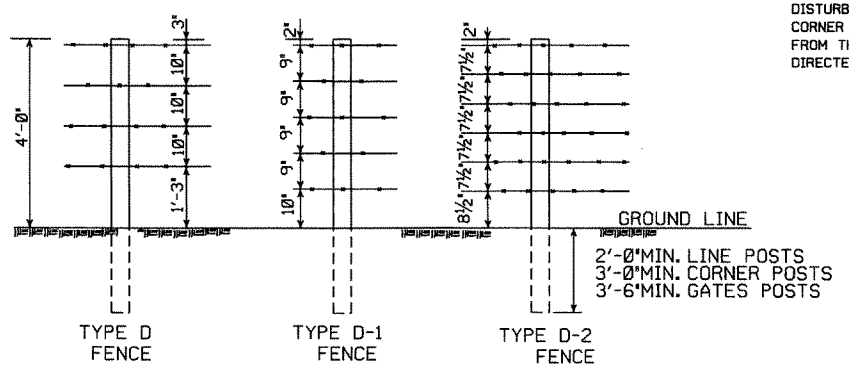 DISTURB
CORNER
FROM TH
DIRECTE
4'-0"
3"
10"
10"
10"
1'-3"
2"
9"
9"
9"
9"
10"
2"
7½"
7½"
7½"
7½"
7½"
8½"
GROUND LINE
2'-0"MIN. LINE POSTS
3'-0"MIN. CORNER POSTS
3'-6"MIN. GATES POSTS
TYPE D
FENCE
TYPE D-1
FENCE
TYPE D-2
FENCE